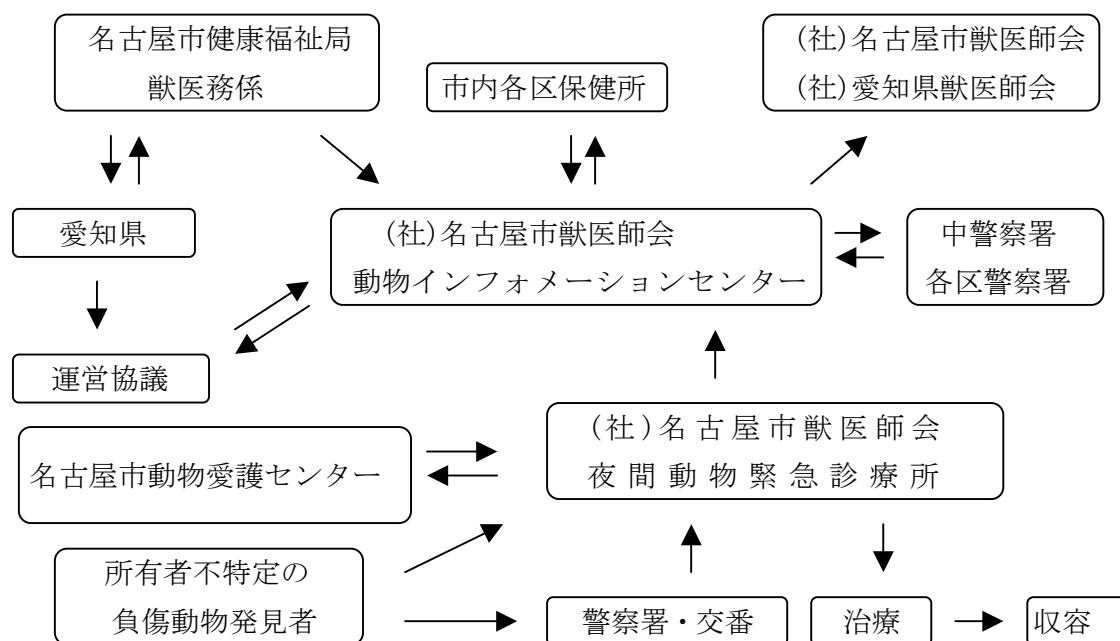 名古屋市健康福祉局
獣医務係
市内各区保健所
(社)名古屋市獣医師会
(社)愛知県獣医師会
愛知県
(社)名古屋市獣医師会
動物インフォメーションセンター
中警察署
各区警察署
運営協議
(社)名古屋市獣医師会
夜間動物緊急診療所
名古屋市動物愛護センター
所有者不特定の
負傷動物発見者
警察署・交番
治療
収容